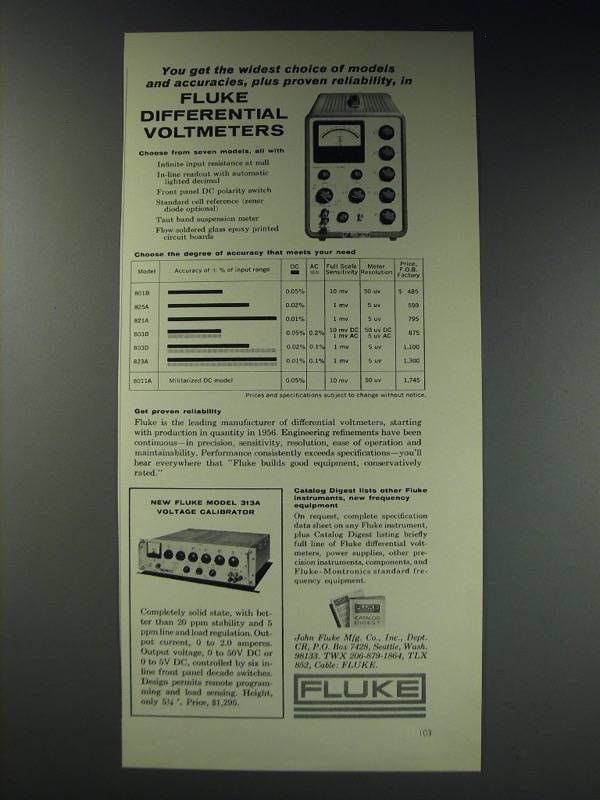 You get the widest choice of models
and accuracies, plus proven reliability, in
FLUKE
DIFFERENTIAL
VOLTMETERS
Choose from seven models, all with
Infinite input resistance at null
In-line readout with automatic
lighted decimal
Front panel DC polarity switch
Standard cell reference (zener
diode optional)
Taut band suspension meter
Flow-soldered glass epoxy printed
circuit boards
Choose the degree of accuracy that meets your need
Model Accuracy of ± % of input range DC AC Full Scale Sensitivity Meter Resolution Price, F.O.B. Factory
801B 0.05% 10 mv 50 uv $ 485
825A 0.02% 1 mv 5 uv 599
821A 0.01% 1 mv 5 uv 795
803B 0.05% 0.2% 10 mv DC 1 mv AC 50 uv DC 5 uv AC 875
803D 0.02% 0.1% 1 mv 5 uv 1,100
823A 0.01% 0.1% 1 mv 5 uv 1,300
8011A Militarized DC model 0.05% 10 mv 50 uv 1,745
Prices and specifications subject to change without notice.
Get proven reliability
Fluke is the leading manufacturer of differential voltmeters, starting
with production in quantity in 1956. Engineering refinements have been
continuous—in precision, sensitivity, resolution, ease of operation and
maintainability. Performance consistently exceeds specifications—you'll
hear everywhere that "Fluke builds good equipment, conservatively
rated."
NEW FLUKE MODEL 313A
VOLTAGE CALIBRATOR
Completely solid state, with bet-
ter than 20 ppm stability and 5
ppm line and load regulation. Out-
put current, 0 to 2.0 amperes.
Output voltage, 0 to 50V DC or
0 to 5V DC, controlled by six in-
line front panel decade switches.
Design permits remote program-
ming and load sensing. Height,
only 5¼". Price, $1,295.
Catalog Digest lists other Fluke
instruments, new frequency
equipment
On request, complete specification
data sheet on any Fluke instrument,
plus Catalog Digest listing briefly
full line of Fluke differential volt-
meters, power supplies, other pre-
cision instruments, components, and
Fluke-Montronics standard fre-
quency equipment.
FLUKE
CATALOG
DIGEST
John Fluke Mfg. Co., Inc., Dept.
CR, P.O. Box 7428, Seattle, Wash.
98133. TWX 206-879-1864, TLX
852, Cable: FLUKE.
FLUKE
103